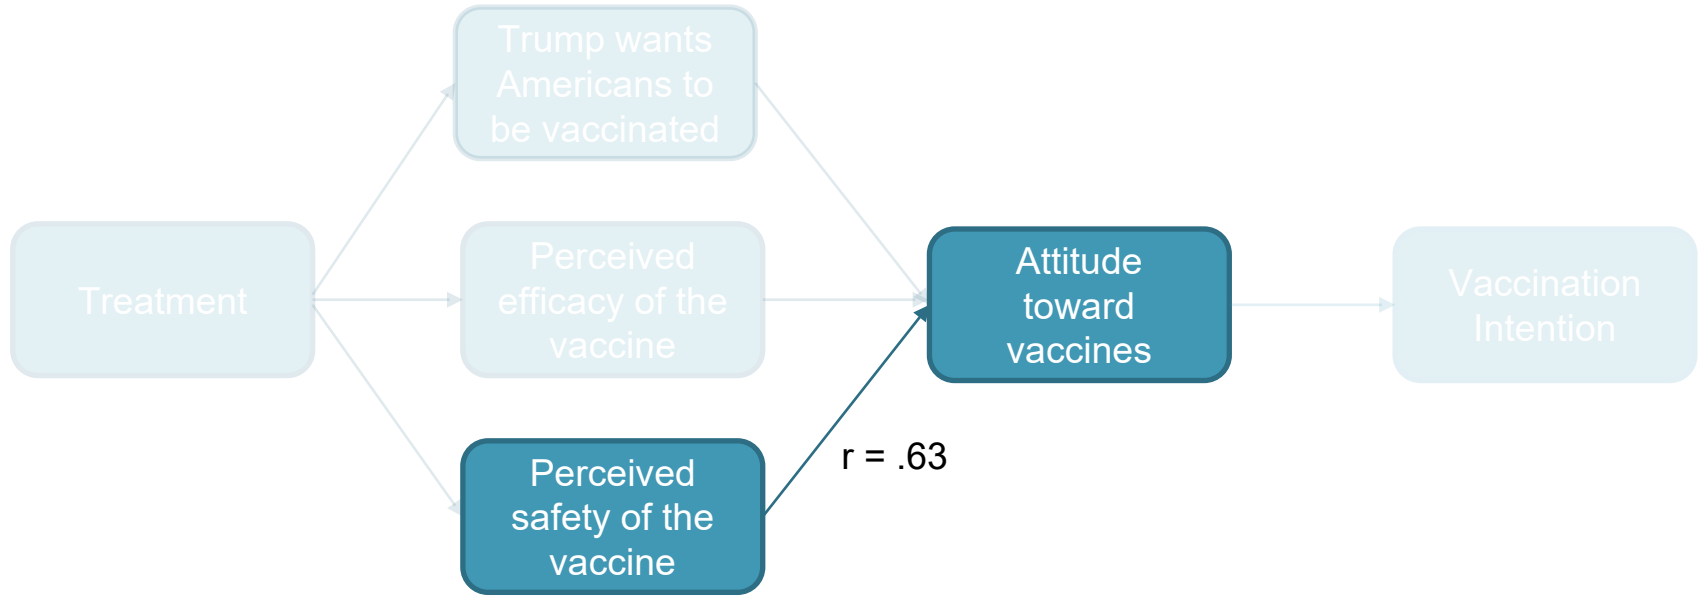 Trump wants
Americans to
be vaccinated
Treatment
Perceived
efficacy of the
vaccine
Perceived
safety of the
vaccine
r = .63
Attitude
toward
vaccines
Vaccination
Intention